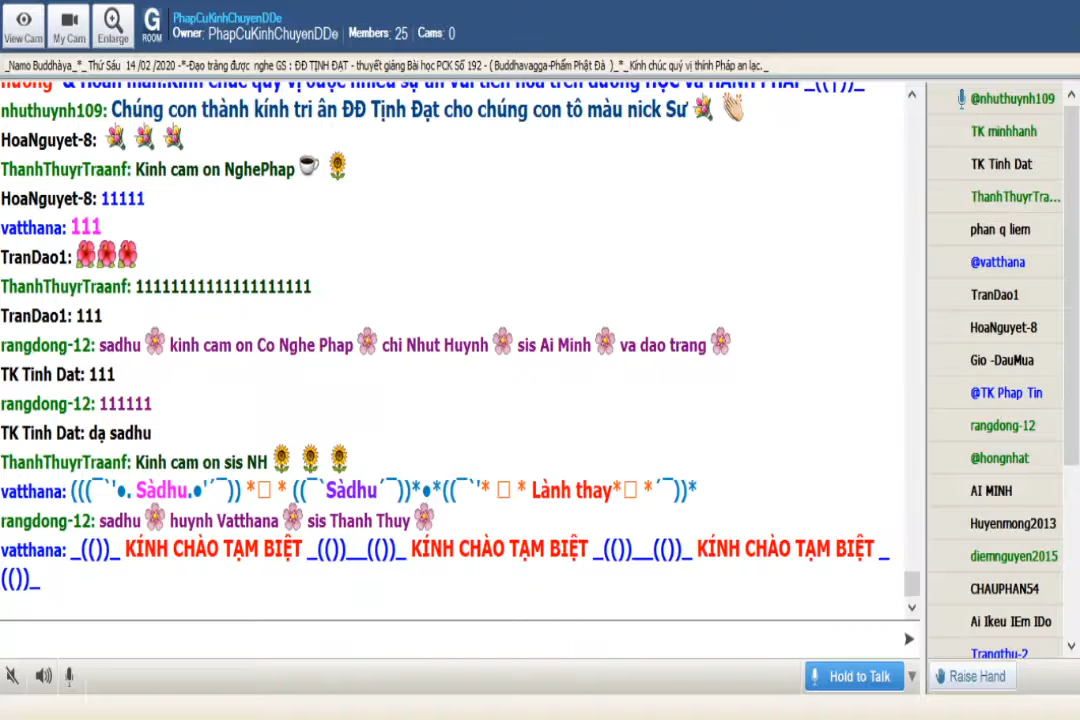 View Cam
My Cam
Enlarge
G
ROOM
PhapCuKinhChuyenDDe
Owner: PhapCuKinhChuyenDDe
Members: 25
Cams: 0
_Namo Buddhàya_*_ Thứ Sáu 14 /02 /2020 -*-Đạo tràng được nghe GS : ĐĐ TỊNH ĐẠT - thuyết giảng Bài học PCK Số 192 - ( Buddhavagga-Phẩm Phật Đà )_*_Kính chúc quý vị thính Pháp an lạc._
nhuthuynh109: Chúng con thành kính tri ân ĐĐ Tịnh Đạt cho chúng con tô màu nick Sư
HoaNguyet-8:
ThanhThuyrTraanf: Kinh cam on NghePhap
HoaNguyet-8: 11111
vatthana: 111
TranDao1:
ThanhThuyrTraanf: 11111111111111111111
TranDao1: 111
rangdong-12: sadhu kinh cam on Co Nghe Phap chi Nhut Huynh sis Ai Minh va dao trang
TK Tinh Dat: 111
rangdong-12: 111111
TK Tinh Dat: dạ sadhu
ThanhThuyrTraanf: Kinh cam on sis NH
vatthana: (((¯`'•. Sàdhu.•'´¯)) *▯ * ((¯`Sàdhu´¯))*•*((¯`'* ▯ * Lành thay*▯ *´¯))*
rangdong-12: sadhu huynh Vatthana sis Thanh Thuy
vatthana: _(())_ KÍNH CHÀO TẠM BIỆT _(())__(())_ KÍNH CHÀO TẠM BIỆT _(())__(())_ KÍNH CHÀO TẠM BIỆT _
(())_
@nhuthuynh109
TK minhhanh
TK Tinh Dat
ThanhThuyrTra...
phan q liem
@vatthana
TranDao1
HoaNguyet-8
Gio -DauMua
@TK Phap Tin
rangdong-12
@hongnhat
AI MINH
Huyenmong2013
diemnguyen2015
CHAUPHAN54
Ai Ikeu IEm IDo
Trangthu-2
Hold to Talk
Raise Hand